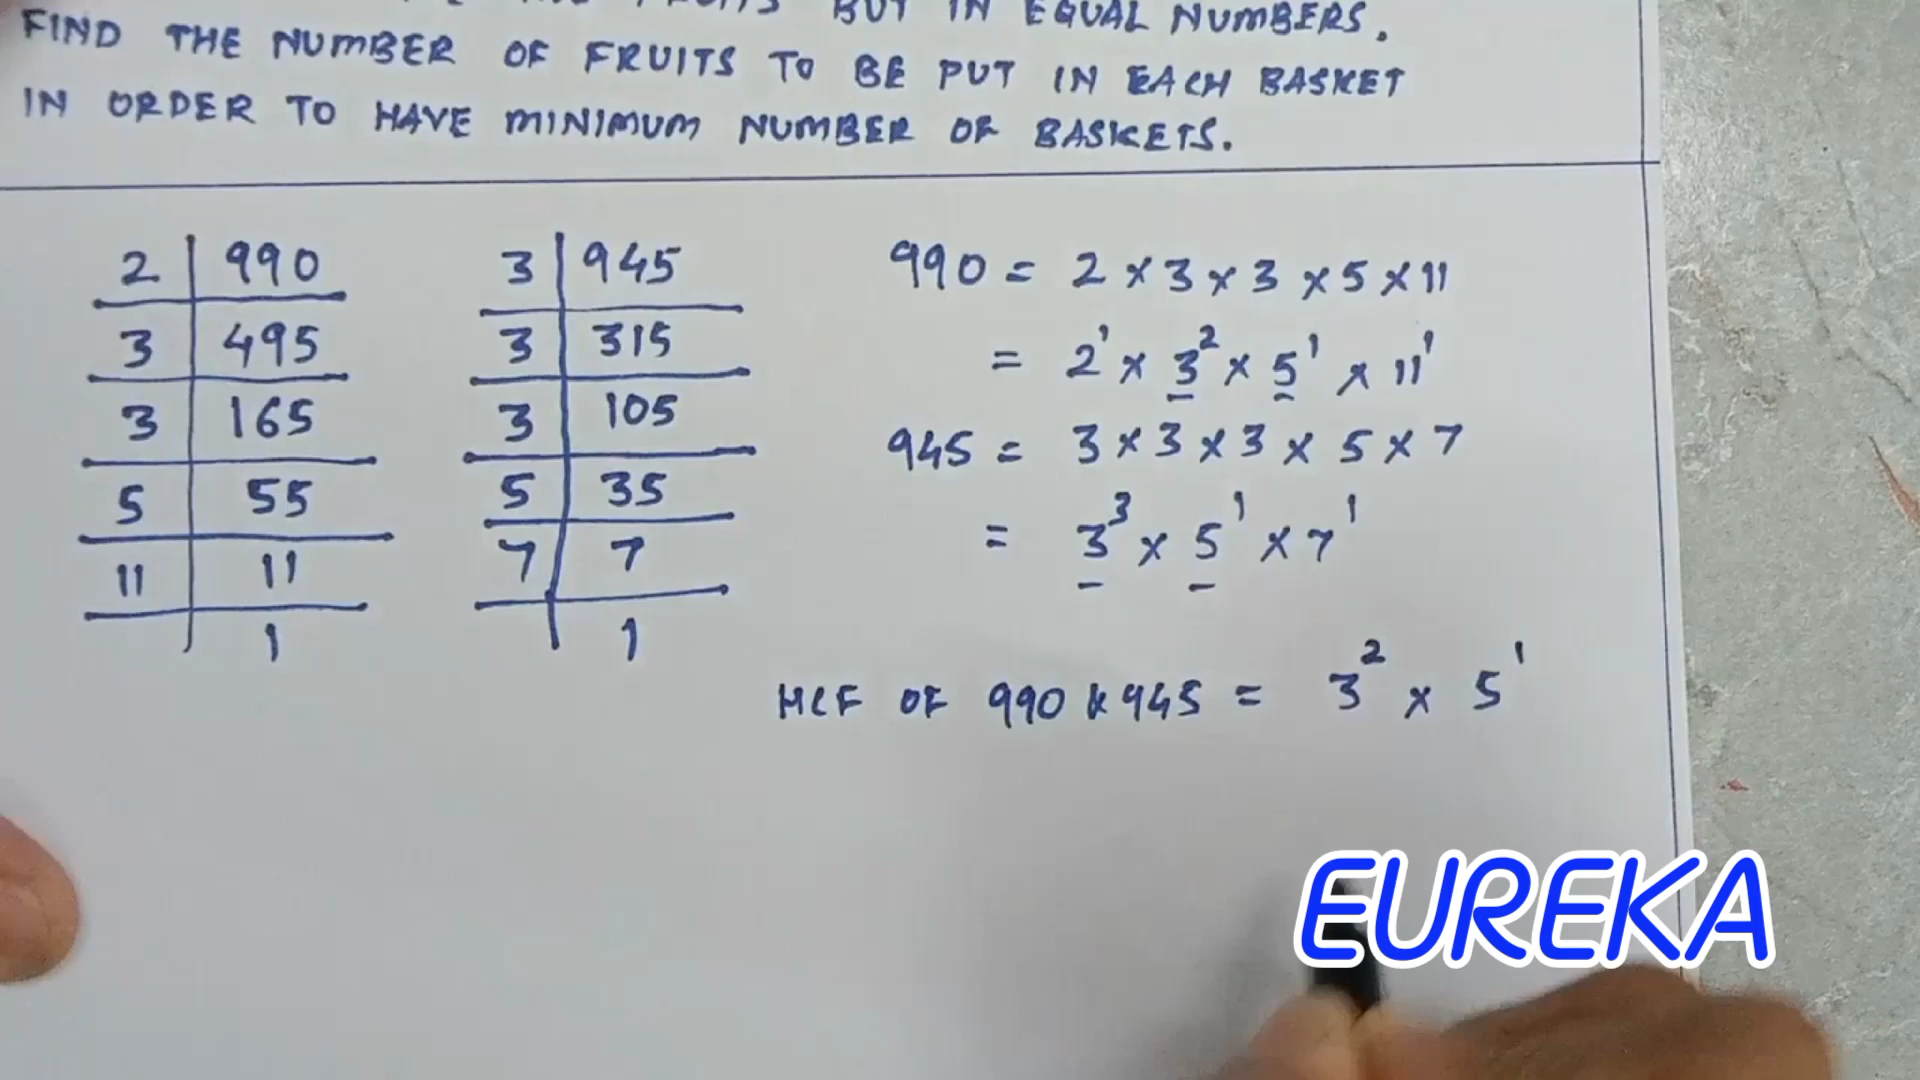 FRUITS BUT IN EQUAL NUMBERS.
FIND THE NUMBER OF FRUITS TO BE PUT IN EACH BASKET
IN ORDER TO HAVE MINIMUM NUMBER OF BASKETS.
2 | 990
3 | 495
3 | 165
5 | 55
11 | 11
1
3 | 945
3 | 315
3 | 105
5 | 35
7 | 7
1
990 = 2 × 3 × 3 × 5 × 11
= 2¹ × 3² × 5¹ × 11¹
945 = 3 × 3 × 3 × 5 × 7
= 3³ × 5¹ × 7¹
HCF OF 990 & 945 = 3² × 5¹
EUREKA